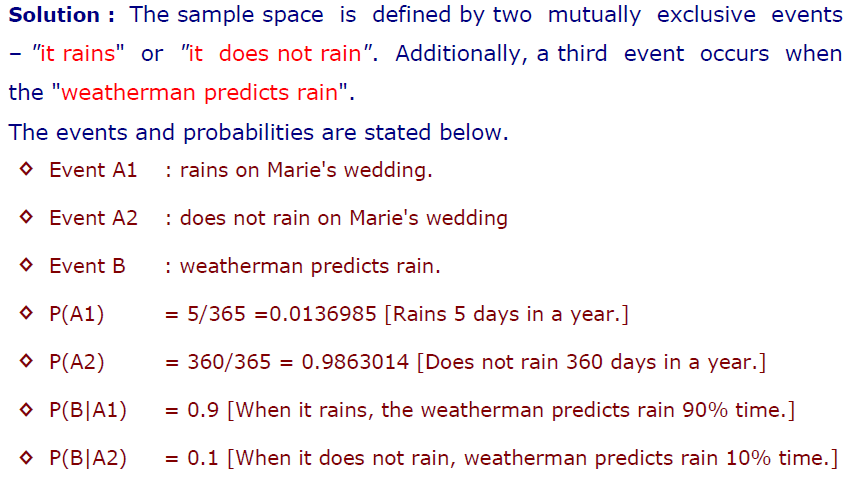 Solution : The sample space is defined by two mutually exclusive events
– ”it rains" or ”it does not rain”. Additionally, a third event occurs when
the "weatherman predicts rain".
The events and probabilities are stated below.
◊ Event A1 : rains on Marie's wedding.
◊ Event A2 : does not rain on Marie's wedding
◊ Event B : weatherman predicts rain.
◊ P(A1) = 5/365 =0.0136985 [Rains 5 days in a year.]
◊ P(A2) = 360/365 = 0.9863014 [Does not rain 360 days in a year.]
◊ P(B|A1) = 0.9 [When it rains, the weatherman predicts rain 90% time.]
◊ P(B|A2) = 0.1 [When it does not rain, weatherman predicts rain 10% time.]